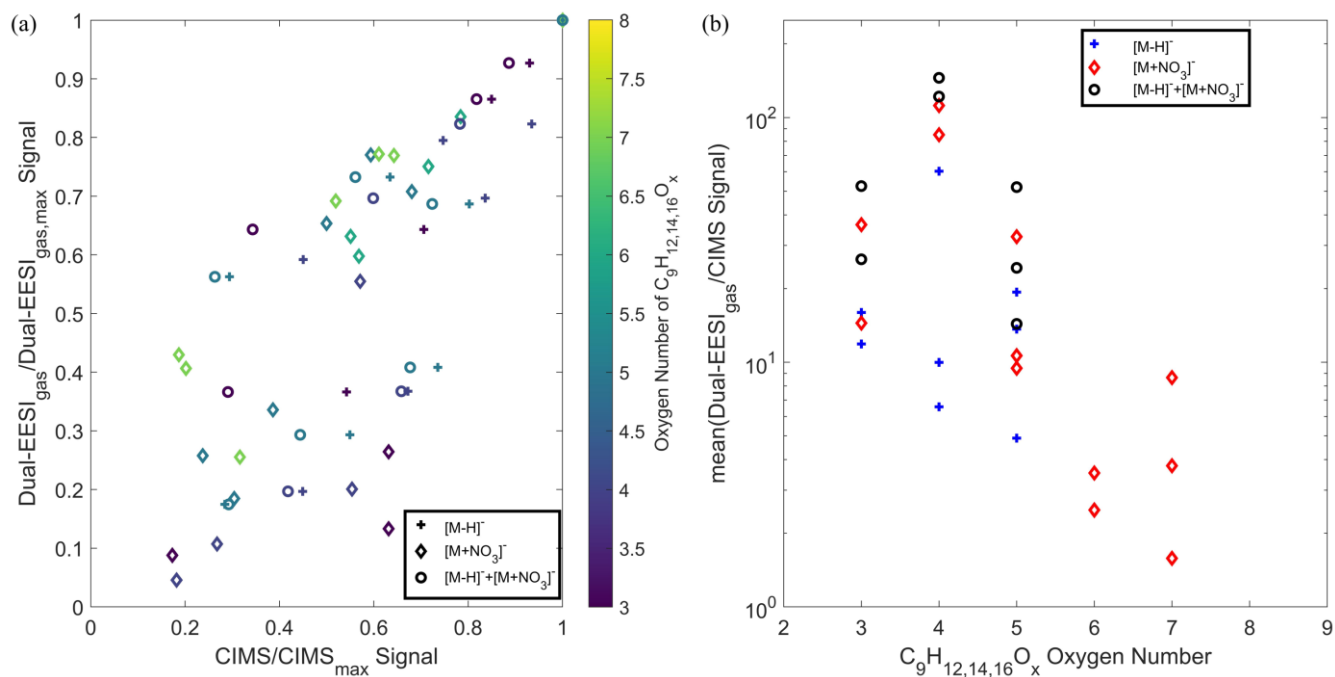 (a)
1
0.9
0.8
0.7
0.6
0.5
0.4
0.3
0.2
0.1
0
0 0.2 0.4 0.6 0.8 1
Dual-EESI_gas/Dual-EESI_gas,max Signal
CIMS/CIMS_max Signal
[M-H]⁻
[M+NO₃]⁻
[M-H]⁻+[M+NO₃]⁻
8
7.5
7
6.5
6
5.5
5
4.5
4
3.5
3
Oxygen Number of C₉H₁₂,₁₄,₁₆Oₓ
(b)
10²
10¹
10⁰
2 3 4 5 6 7 8 9
mean(Dual-EESI_gas/CIMS Signal)
C₉H₁₂,₁₄,₁₆Oₓ Oxygen Number
[M-H]⁻
[M+NO₃]⁻
[M-H]⁻+[M+NO₃]⁻